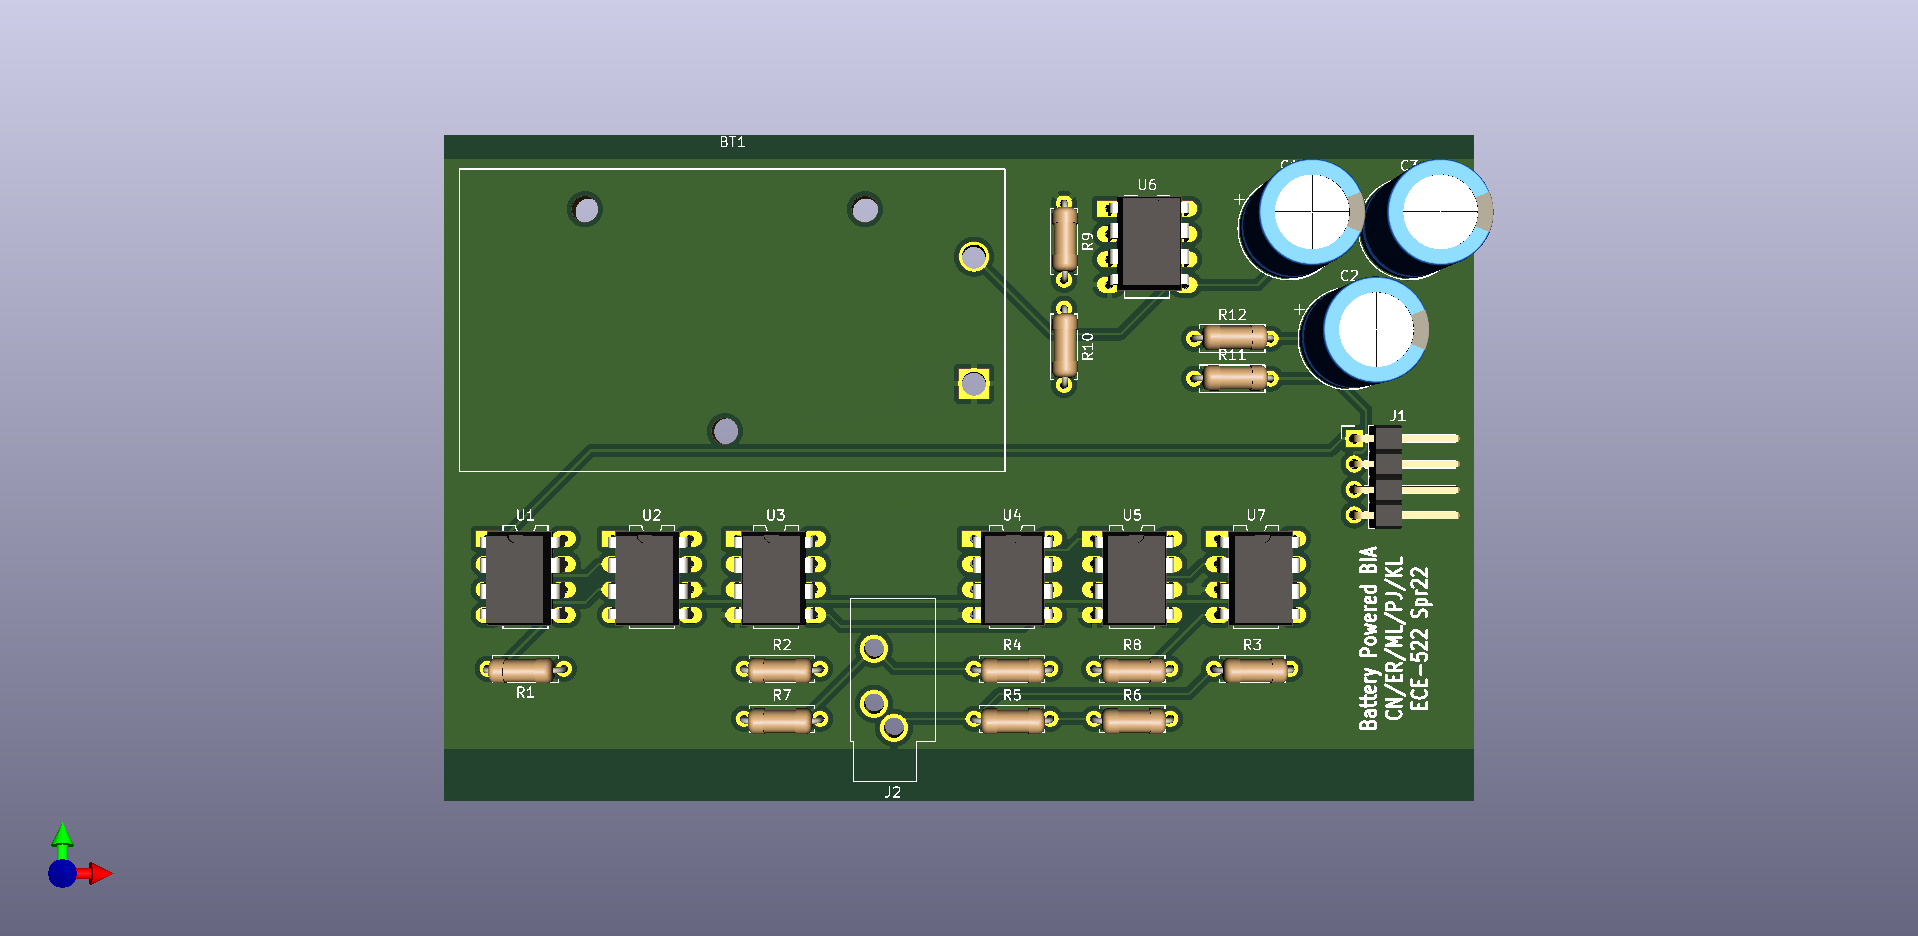 BT1
U6
C3
R9
C2
R12
R10
R11
J1
U1
U2
U3
U4
U5
U7
R2
R4
R8
R3
R1
R7
R5
R6
J2
Battery Powered BIA
CN/ER/ML/PJ/KL
ECE-522 Spr22